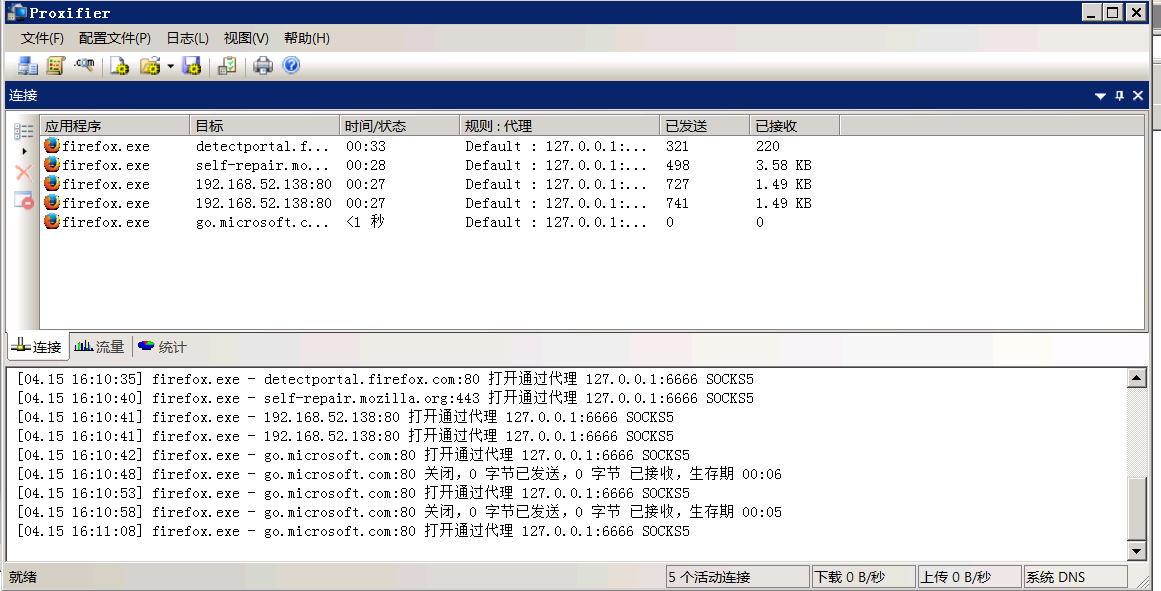 Proxifier
文件(F) 配置文件(P) 日志(L) 视图(V) 帮助(H)
.com
连接
应用程序 目标 时间/状态 规则 : 代理 已发送 已接收
firefox.exe detectportal.f... 00:33 Default : 127.0.0.1:... 321 220
firefox.exe self-repair.mo... 00:28 Default : 127.0.0.1:... 498 3.58 KB
firefox.exe 192.168.52.138:80 00:27 Default : 127.0.0.1:... 727 1.49 KB
firefox.exe 192.168.52.138:80 00:27 Default : 127.0.0.1:... 741 1.49 KB
firefox.exe go.microsoft.c... <1 秒 Default : 127.0.0.1:... 0 0
连接 流量 统计
[04.15 16:10:35] firefox.exe - detectportal.firefox.com:80 打开通过代理 127.0.0.1:6666 SOCKS5
[04.15 16:10:40] firefox.exe - self-repair.mozilla.org:443 打开通过代理 127.0.0.1:6666 SOCKS5
[04.15 16:10:41] firefox.exe - 192.168.52.138:80 打开通过代理 127.0.0.1:6666 SOCKS5
[04.15 16:10:41] firefox.exe - 192.168.52.138:80 打开通过代理 127.0.0.1:6666 SOCKS5
[04.15 16:10:42] firefox.exe - go.microsoft.com:80 打开通过代理 127.0.0.1:6666 SOCKS5
[04.15 16:10:48] firefox.exe - go.microsoft.com:80 关闭，0 字节已发送，0 字节 已接收，生存期 00:06
[04.15 16:10:53] firefox.exe - go.microsoft.com:80 打开通过代理 127.0.0.1:6666 SOCKS5
[04.15 16:10:58] firefox.exe - go.microsoft.com:80 关闭，0 字节已发送，0 字节 已接收，生存期 00:05
[04.15 16:11:08] firefox.exe - go.microsoft.com:80 打开通过代理 127.0.0.1:6666 SOCKS5
就绪 5 个活动连接 下载 0 B/秒 上传 0 B/秒 系统 DNS